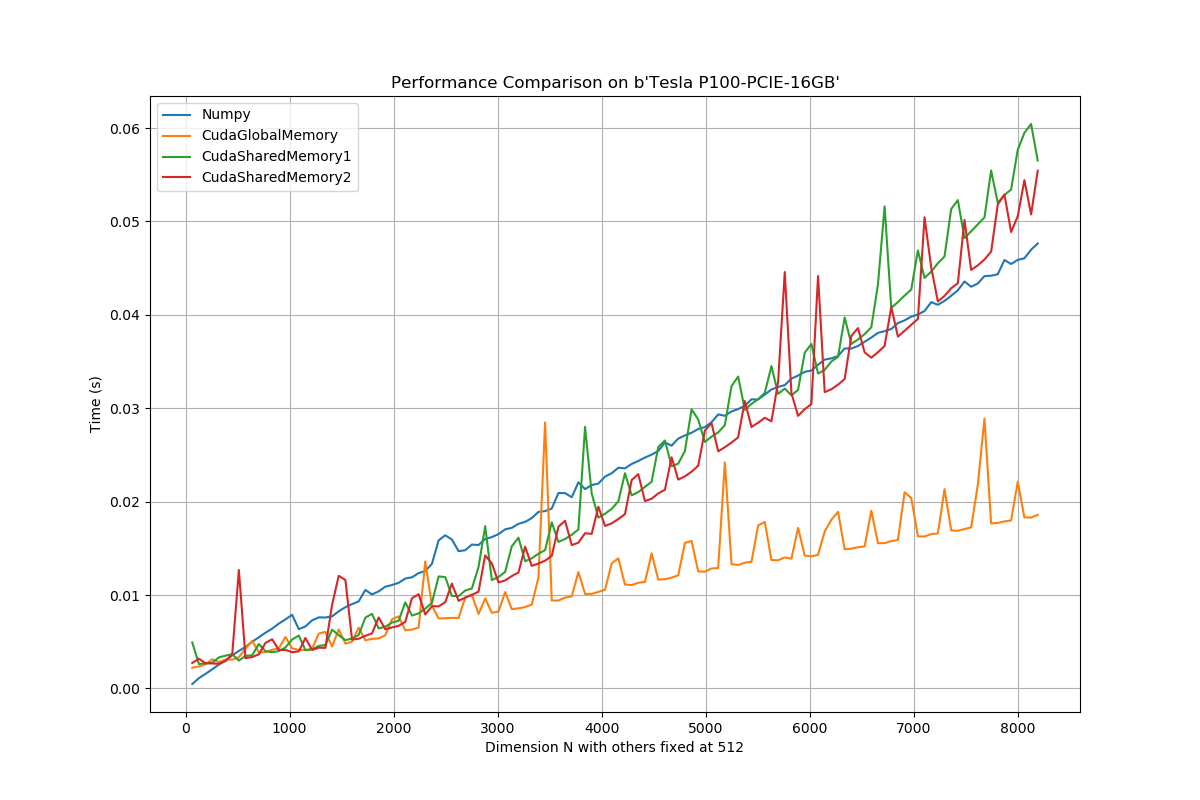 Performance Comparison on b'Tesla P100-PCIE-16GB'
Numpy
CudaGlobalMemory
CudaSharedMemory1
CudaSharedMemory2
0.06
0.05
0.04
0.03
0.02
0.01
0.00
Time (s)
0 1000 2000 3000 4000 5000 6000 7000 8000
Dimension N with others fixed at 512